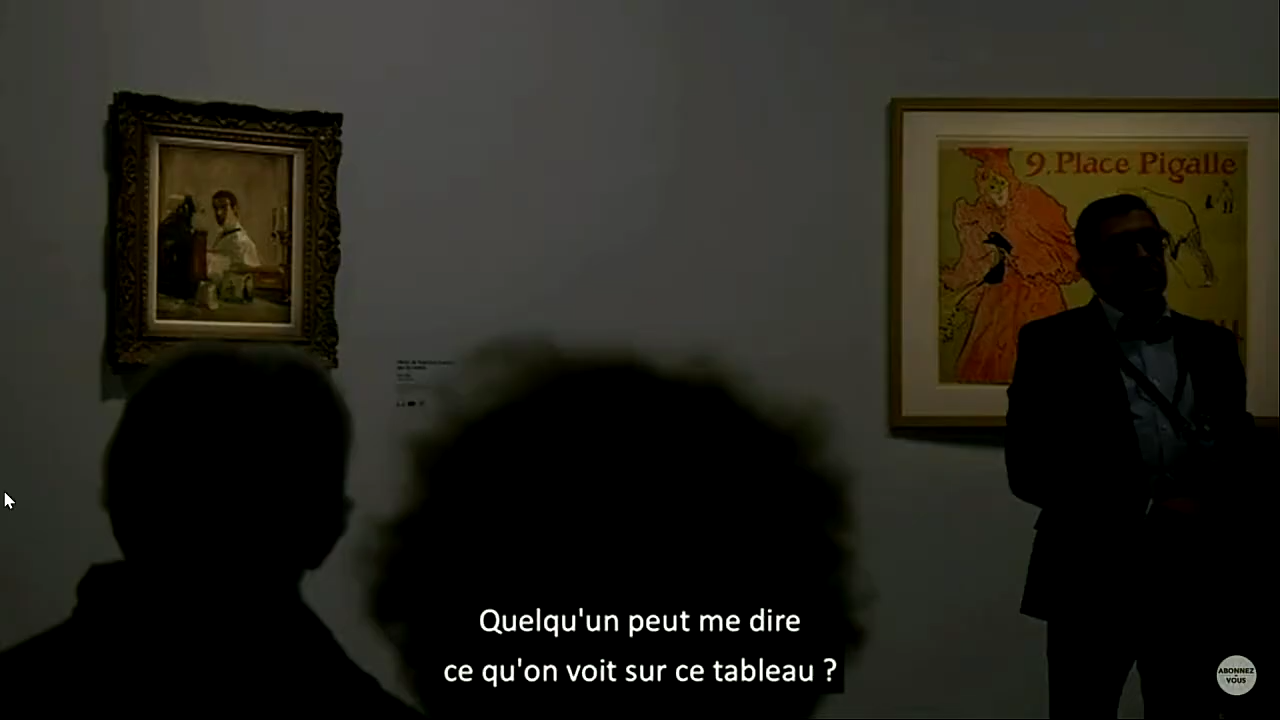 9, Place Pigalle
Quelqu'un peut me dire
ce qu'on voit sur ce tableau ?
ABONNEZ
VOUS